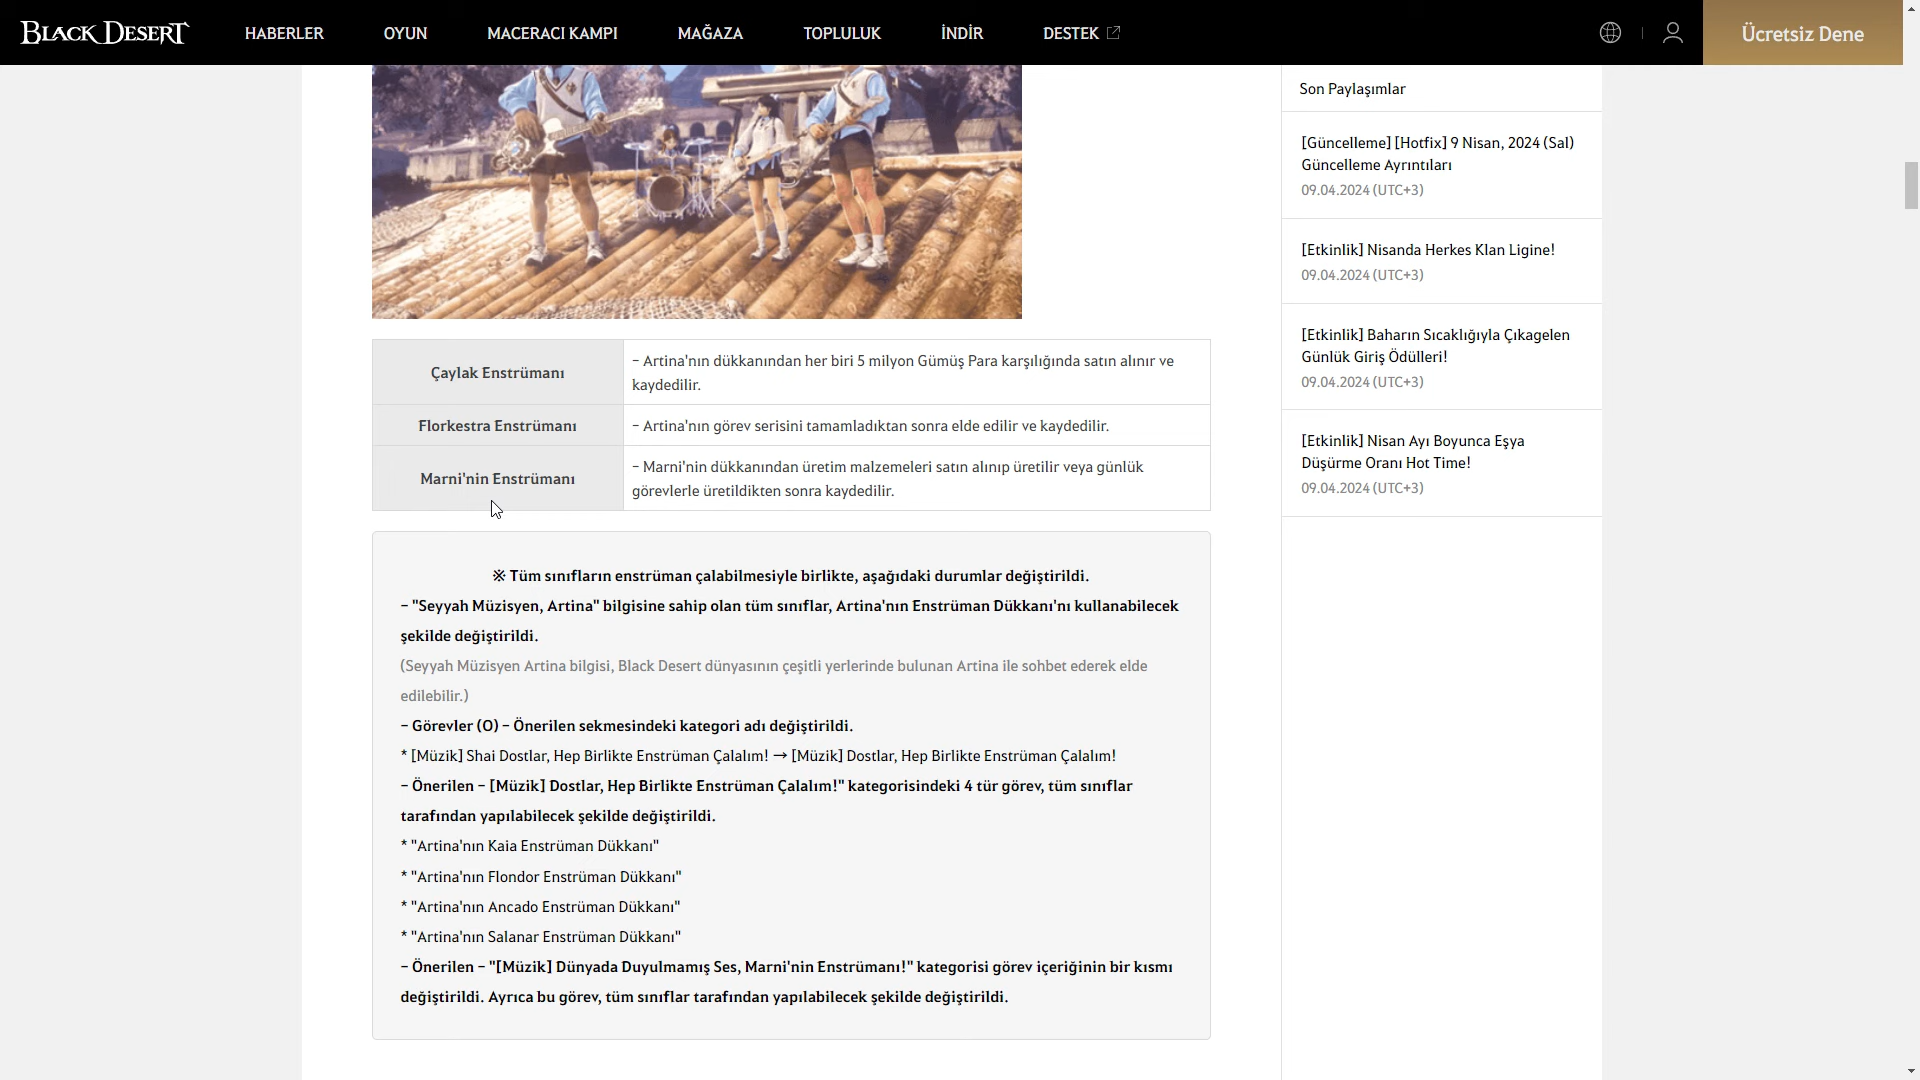 BLACK DESERT
HABERLER
OYUN
MACERACI KAMPI
MAĞAZA
TOPLULUK
İNDİR
DESTEK
Ücretsiz Dene
Çaylak Enstrümanı
– Artina'nın dükkanından her biri 5 milyon Gümüş Para karşılığında satın alınır ve
kaydedilir.
Florkestra Enstrümanı
– Artina'nın görev serisini tamamladıktan sonra elde edilir ve kaydedilir.
Marni'nin Enstrümanı
– Marni'nin dükkanından üretim malzemeleri satın alınıp üretilir veya günlük
görevlerle üretildikten sonra kaydedilir.
※ Tüm sınıfların enstrüman çalabilmesiyle birlikte, aşağıdaki durumlar değiştirildi.
– "Seyyah Müzisyen, Artina" bilgisine sahip olan tüm sınıflar, Artina'nın Enstrüman Dükkanı'nı kullanabilecek
şekilde değiştirildi.
(Seyyah Müzisyen Artina bilgisi, Black Desert dünyasının çeşitli yerlerinde bulunan Artina ile sohbet ederek elde
edilebilir.)
– Görevler (O) – Önerilen sekmesindeki kategori adı değiştirildi.
* [Müzik] Shai Dostlar, Hep Birlikte Enstrüman Çalalım! → [Müzik] Dostlar, Hep Birlikte Enstrüman Çalalım!
– Önerilen – [Müzik] Dostlar, Hep Birlikte Enstrüman Çalalım!" kategorisindeki 4 tür görev, tüm sınıflar
tarafından yapılabilecek şekilde değiştirildi.
* "Artina'nın Kaia Enstrüman Dükkanı"
* "Artina'nın Flondor Enstrüman Dükkanı"
* "Artina'nın Ancado Enstrüman Dükkanı"
* "Artina'nın Salanar Enstrüman Dükkanı"
– Önerilen – "[Müzik] Dünyada Duyulmamış Ses, Marni'nin Enstrümanı!" kategorisi görev içeriğinin bir kısmı
değiştirildi. Ayrıca bu görev, tüm sınıflar tarafından yapılabilecek şekilde değiştirildi.
Son Paylaşımlar
[Güncelleme] [Hotfix] 9 Nisan, 2024 (Sal)
Güncelleme Ayrıntıları
09.04.2024 (UTC+3)
[Etkinlik] Nisanda Herkes Klan Ligine!
09.04.2024 (UTC+3)
[Etkinlik] Baharın Sıcaklığıyla Çıkagelen
Günlük Giriş Ödülleri!
09.04.2024 (UTC+3)
[Etkinlik] Nisan Ayı Boyunca Eşya
Düşürme Oranı Hot Time!
09.04.2024 (UTC+3)